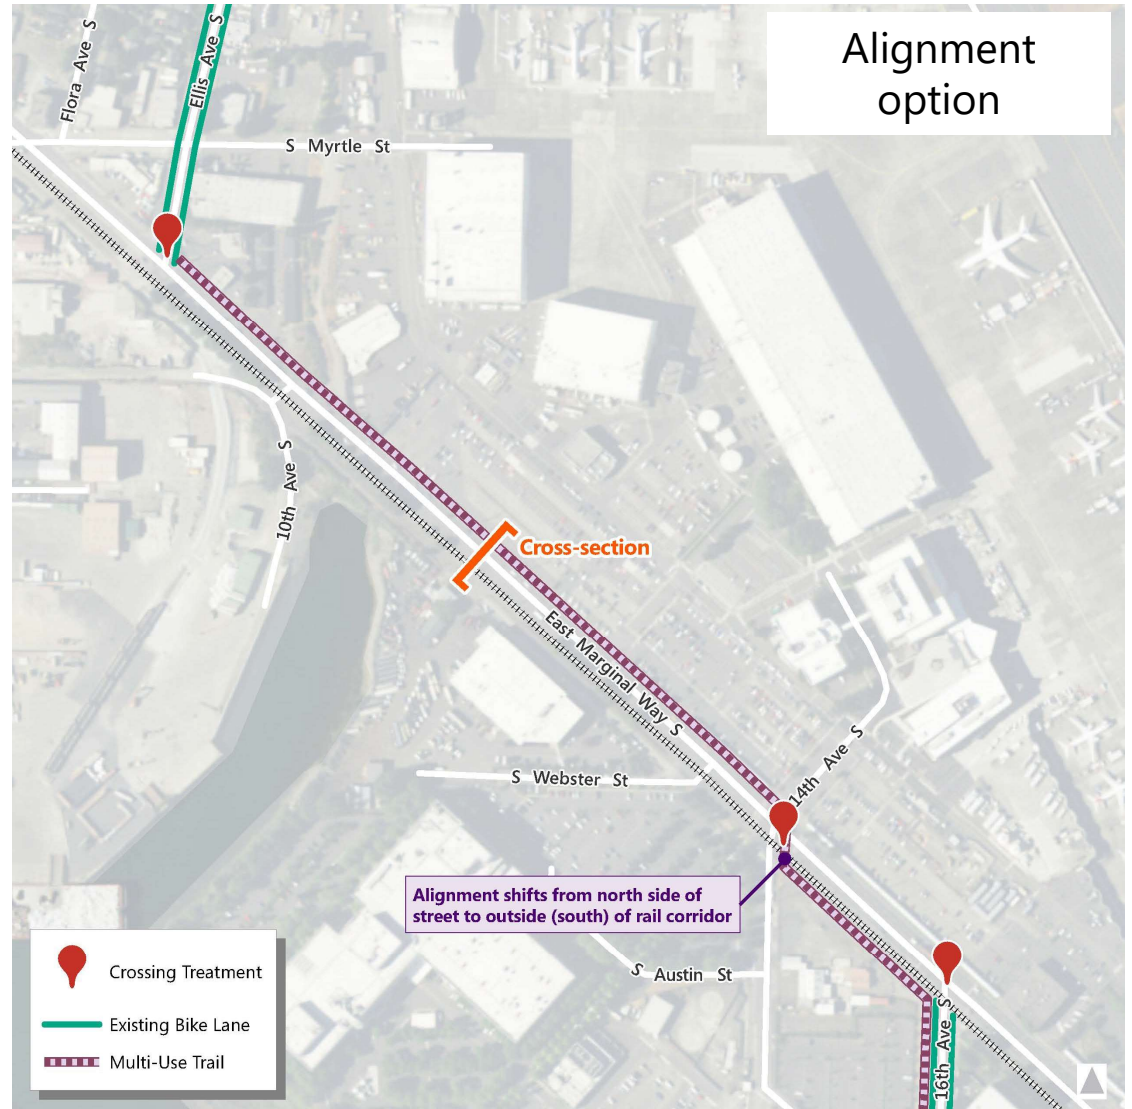 Alignment
option
Flora Ave S
Ellis Ave S
S Myrtle St
10th Ave S
Cross-section
East Marginal Way S
14th Ave S
S Webster St
Alignment shifts from north side of
street to outside (south) of rail corridor
S Austin St
16th Ave S
Crossing Treatment
Existing Bike Lane
Multi-Use Trail